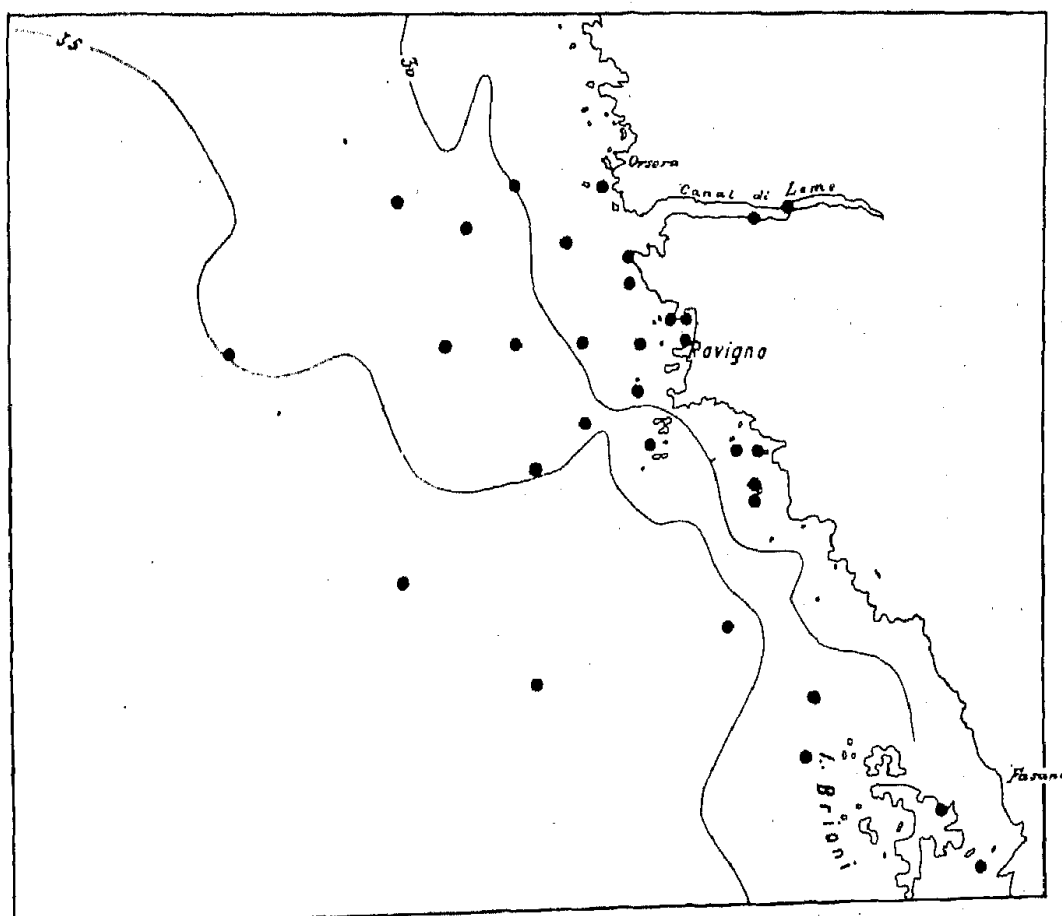 35
30
Orsera
Canal di Leme
Rovigno
Fasana
I. Brioni